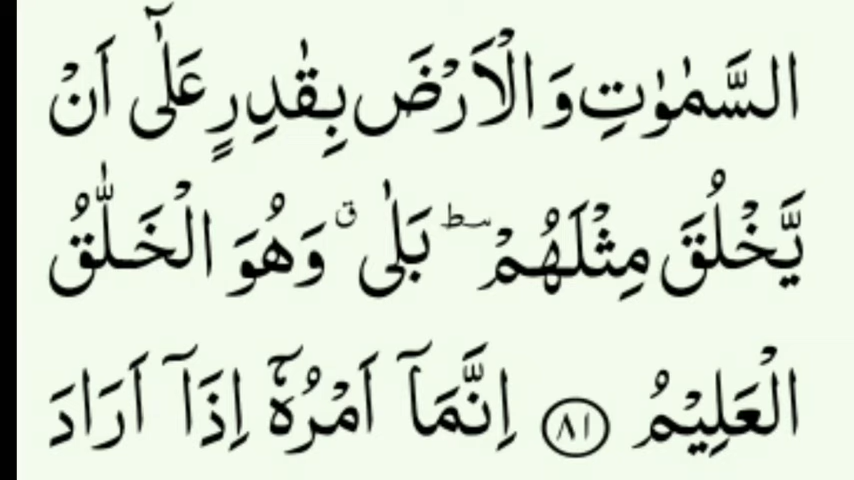 السَّمٰوٰتِ وَالْاَرْضَ بِقٰدِرٍ عَلٰٓى اَنْ
يَّخْلُقَ مِثْلَهُمْ ؔؕ بَلٰى ۗ وَهُوَ الْخَلّٰقُ
الْعَلِيْمُ ﴿٨١﴾ اِنَّمَاۤ اَمْرُهٗۤ اِذَاۤ اَرَادَ